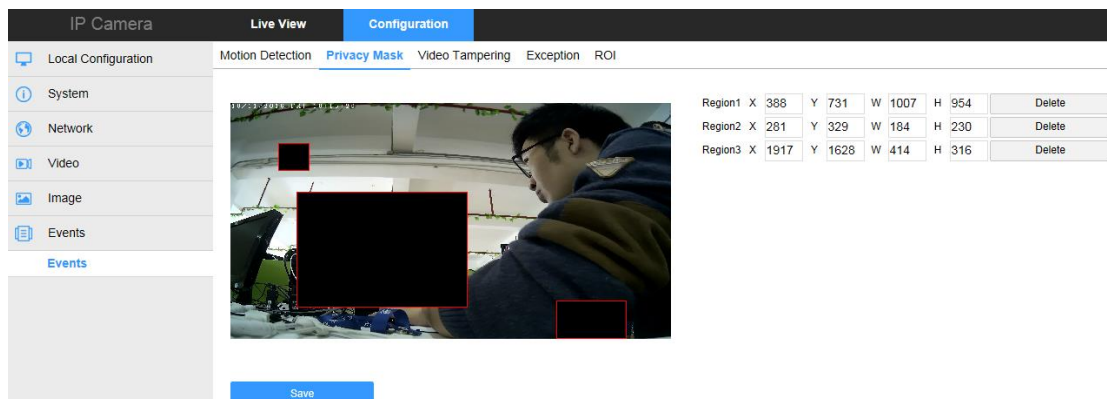 IP Camera Live View Configuration
Local Configuration
System
Network
Video
Image
Events
Events
Motion Detection Privacy Mask Video Tampering Exception ROI
Region1 X 388 Y 731 W 1007 H 954 Delete
Region2 X 281 Y 329 W 184 H 230 Delete
Region3 X 1917 Y 1628 W 414 H 316 Delete
Save